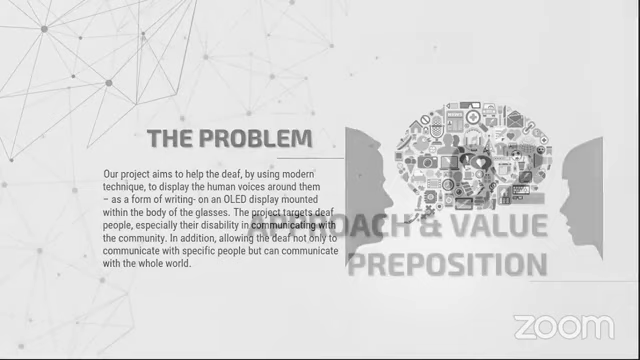 THE PROBLEM
Our project aims to help the deaf, by using modern
technique, to display the human voices around them
– as a form of writing- on an OLED display mounted
within the body of the glasses. The project targets deaf
people, especially their disability in communicating with
the community. In addition, allowing the deaf not only to
communicate with specific people but can communicate
with the whole world.
APPROACH & VALUE
PREPOSITION
zoom